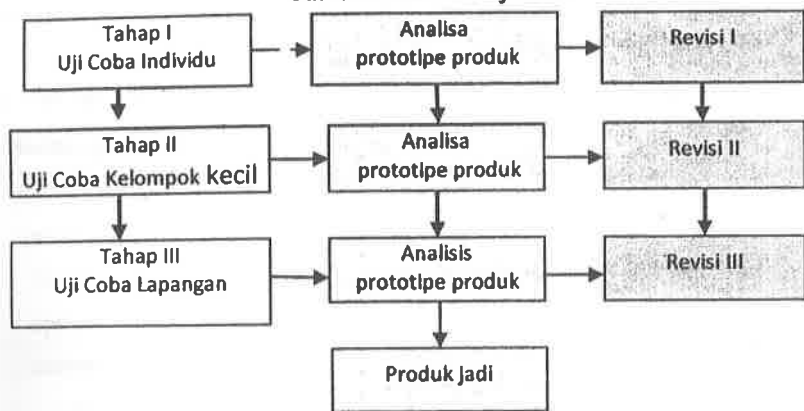 Tahap I
Uji Coba Individu
Analisa
prototipe produk
Revisi I
Tahap II
Uji Coba Kelompok kecil
Analisa
prototipe produk
Revisi II
Tahap III
Uji Coba Lapangan
Analisis
prototipe produk
Revisi III
Produk Jadi